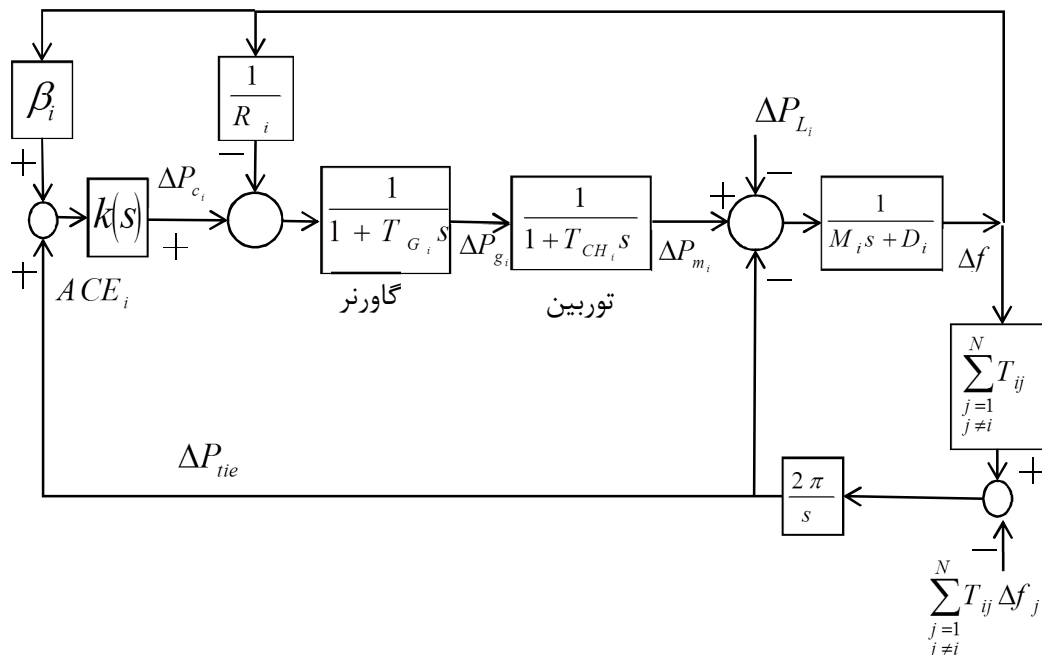 β_i
1
R_i
+
−
ΔP_{L_i}
−
k(s)
ΔP_{c_i}
+
1
1 + T_{G_i} s
ΔP_{g_i}
1
1 + T_{CH_i} s
ΔP_{m_i}
+
−
1
M_i s + D_i
Δf
+
ACE_i
گاورنر
توربین
N
∑ T_{ij}
j=1
j≠i
+
ΔP_{tie}
2 π
s
−
N
∑ T_{ij} Δf_j
j=1
j≠i